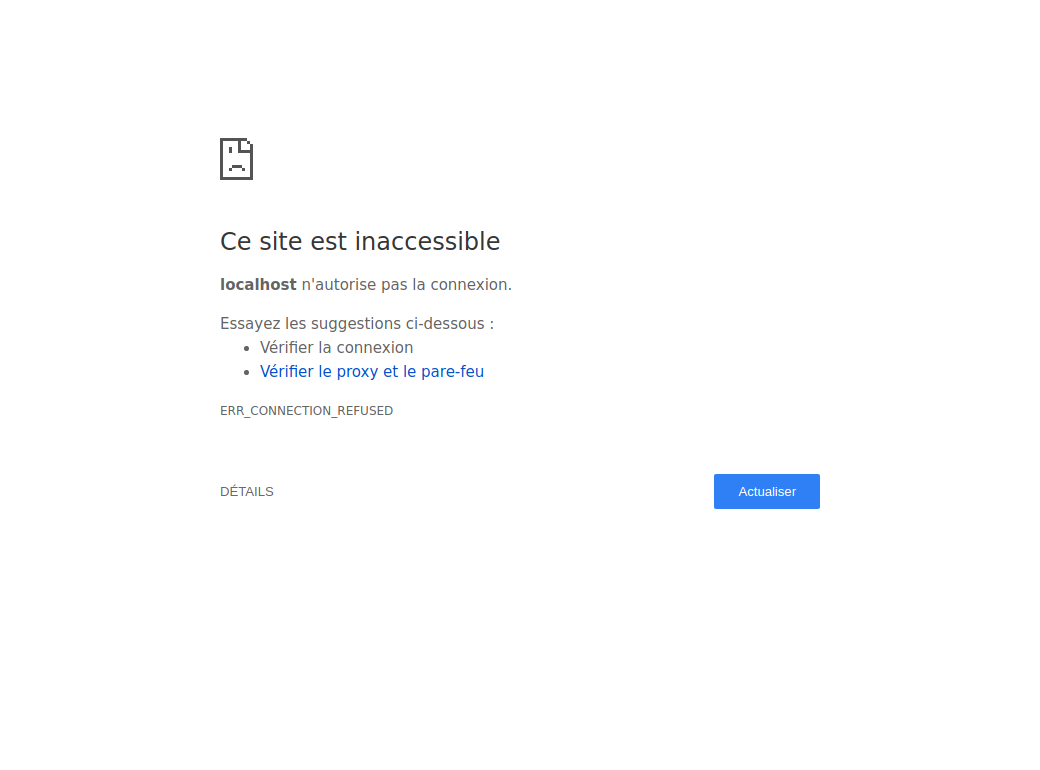 Ce site est inaccessible
localhost n'autorise pas la connexion.
Essayez les suggestions ci-dessous :
Vérifier la connexion
Vérifier le proxy et le pare-feu
ERR_CONNECTION_REFUSED
DÉTAILS
Actualiser